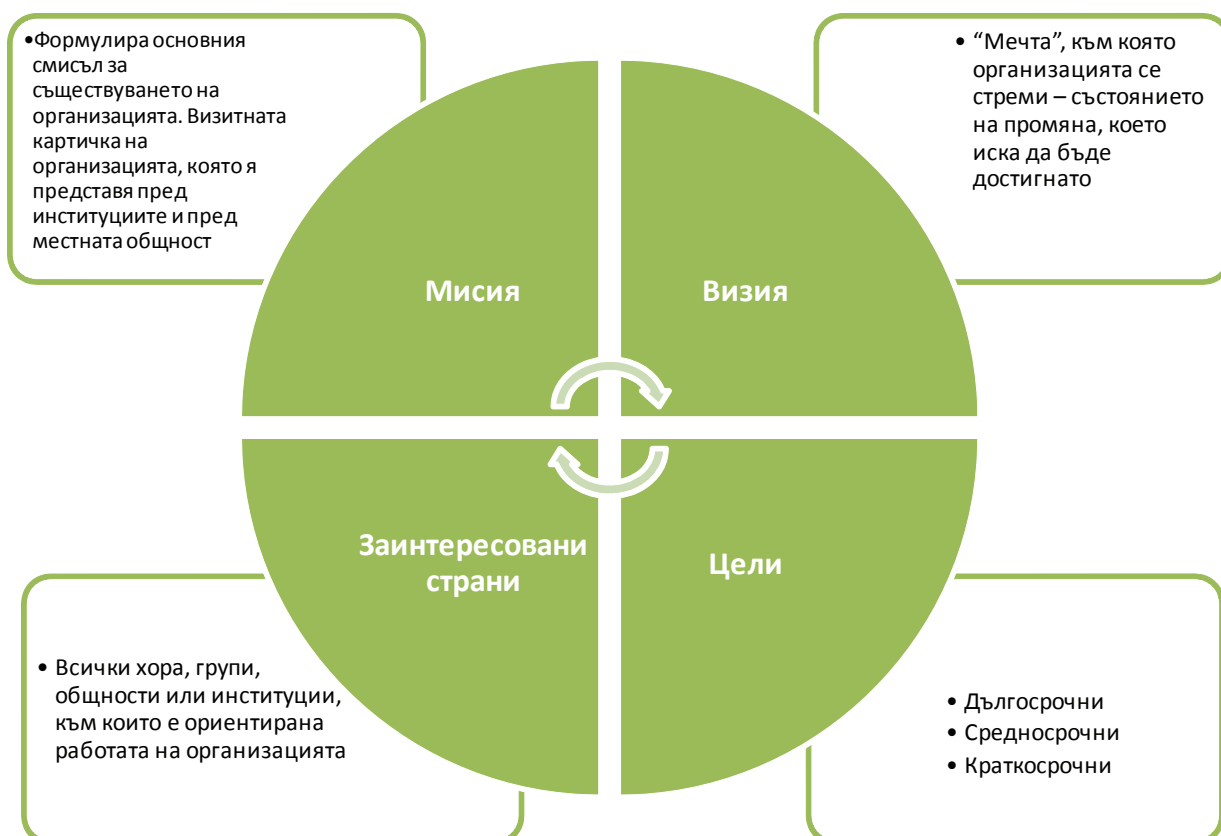 •Формулира основния
смисъл за
съществуването на
организацията. Визитната
картичка на
организацията, която я
представя пред
институциите и пред
местната общност
• “Мечта”, към която
организацията се
стреми – състоянието
на промяна, което
иска да бъде
достигнато
Мисия
Визия
Заинтересовани
страни
Цели
• Всички хора, групи,
общности или институции,
към които е ориентирана
работата на организацията
• Дългосрочни
• Средносрочни
• Краткосрочни